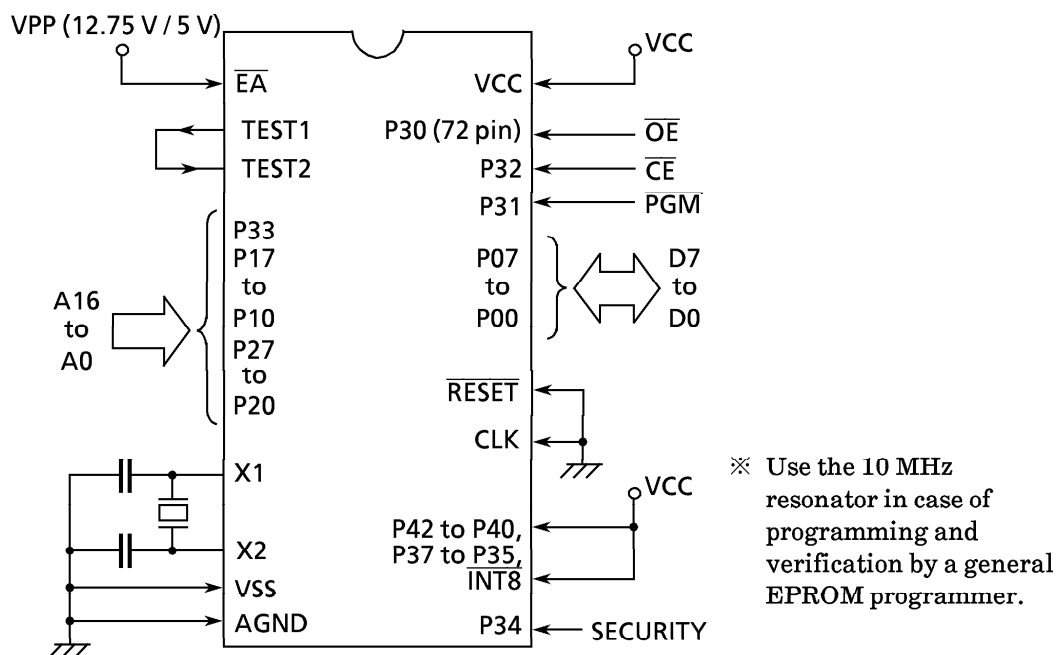 VPP (12.75 V / 5 V)
EA
TEST1
TEST2
P33
P17
to
P10
P27
to
P20
A16
to
A0
X1
X2
VSS
AGND
VCC
VCC
P30 (72 pin)
OE
P32
CE
P31
PGM
P07
to
P00
D7
to
D0
RESET
CLK
VCC
P42 to P40,
P37 to P35,
INT8
P34
SECURITY
※ Use the 10 MHz
resonator in case of
programming and
verification by a general
EPROM programmer.